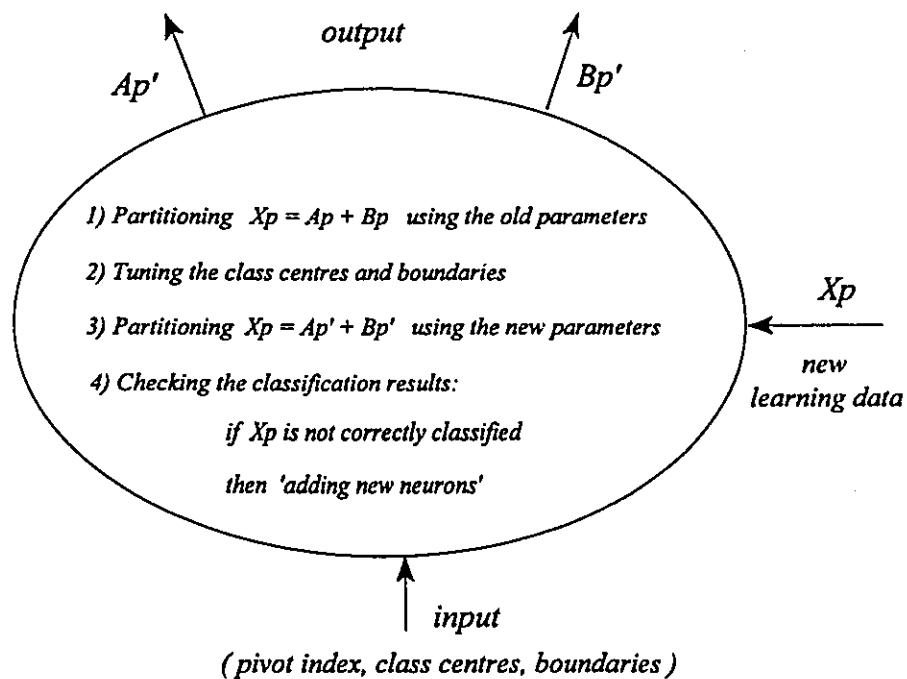 output
Ap'
Bp'
1) Partitioning Xp = Ap + Bp using the old parameters
2) Tuning the class centres and boundaries
3) Partitioning Xp = Ap' + Bp' using the new parameters
4) Checking the classification results:
if Xp is not correctly classified
then 'adding new neurons'
Xp
new
learning data
input
( pivot index, class centres, boundaries )